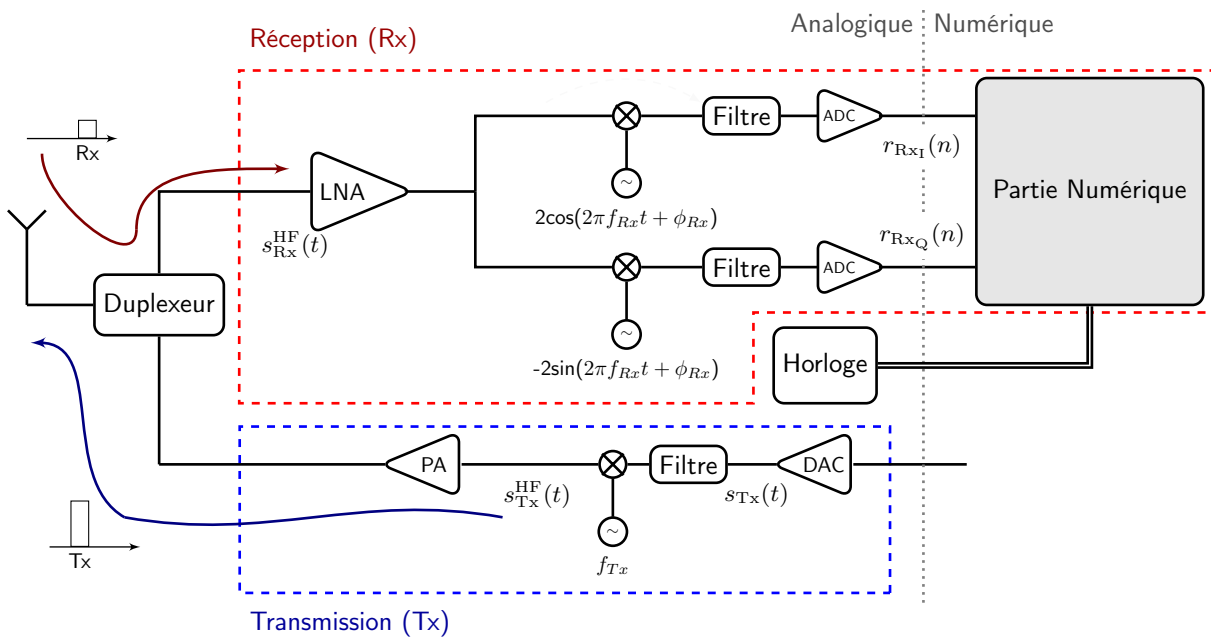 Analogique Numérique
Réception (Rx)
Rx
Filtre
ADC
r_{Rx_I}(n)
LNA
~
2cos(2πf_{Rx}t + ϕ_{Rx})
Partie Numérique
s_{Rx}^{HF}(t)
r_{Rx_Q}(n)
Filtre
ADC
Duplexeur
~
-2sin(2πf_{Rx}t + ϕ_{Rx})
Horloge
PA
Filtre
DAC
s_{Tx}^{HF}(t)
s_{Tx}(t)
~
f_{Tx}
Tx
Transmission (Tx)